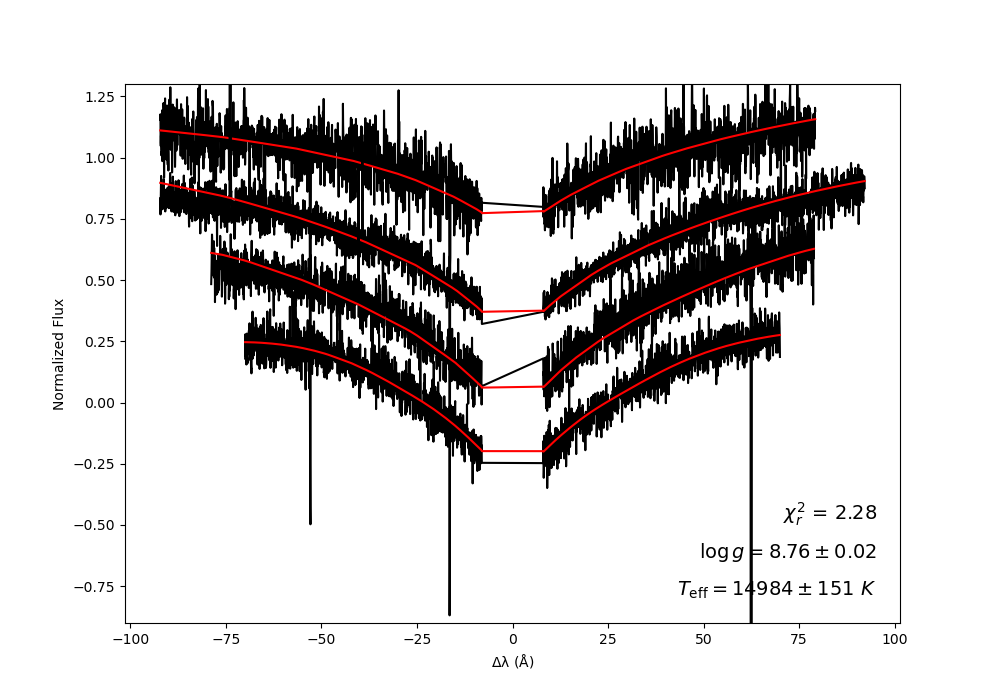 1.25
1.00
0.75
0.50
0.25
0.00
−0.25
−0.50
−0.75
Normalized Flux
χ²ᵣ = 2.28
log g = 8.76 ± 0.02
T_eff = 14984 ± 151 K
−100 −75 −50 −25 0 25 50 75 100
Δλ (Å)